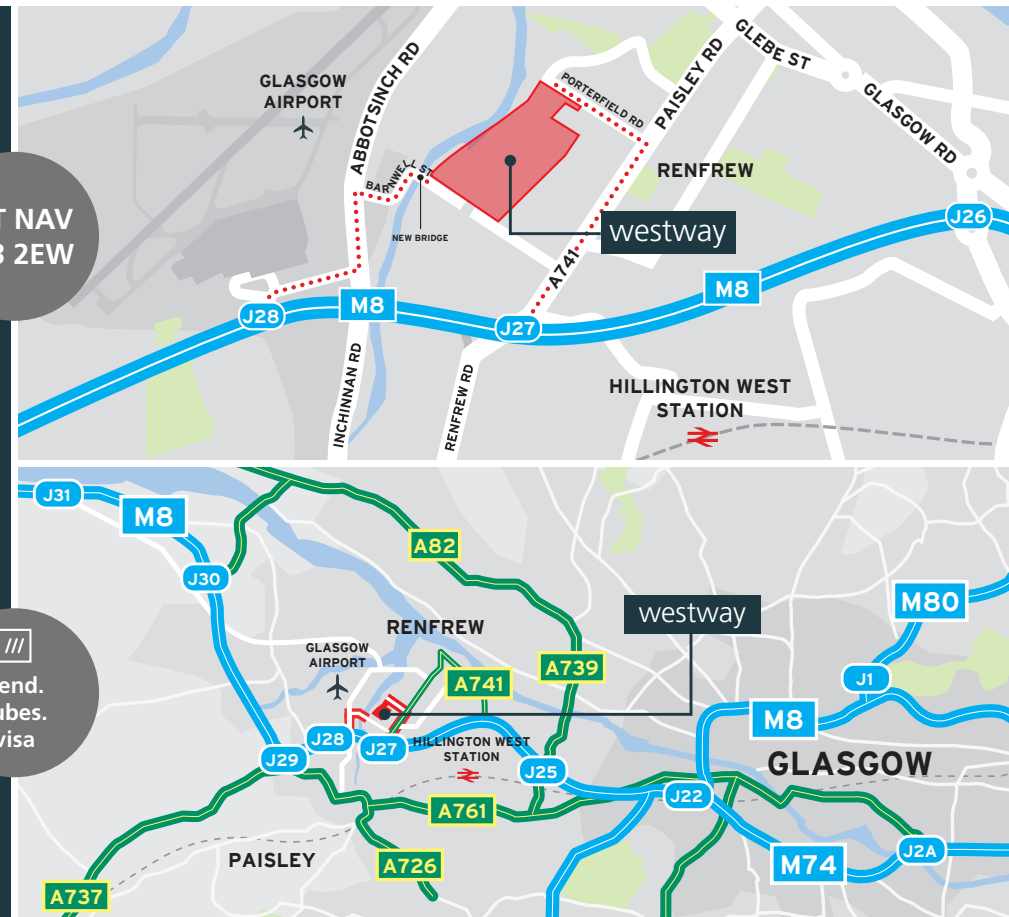 GLASGOW
AIRPORT
ABBOTSINCH RD
BARNWELL ST
NEW BRIDGE
PORTERFIELD RD
PAISLEY RD
GLEBE ST
GLASGOW RD
RENFREW
westway
A741
J26
M8
M8
J28
J27
INCHINNAN RD
RENFREW RD
HILLINGTON WEST
STATION
NAV
2EW
J31
M8
J30
A82
RENFREW
GLASGOW
AIRPORT
westway
M80
A741
A739
J1
M8
J28
J27
HILLINGTON WEST
STATION
J29
J25
GLASGOW
J22
A761
PAISLEY
A726
M74
J2A
A737
///
end.
ubes.
visa